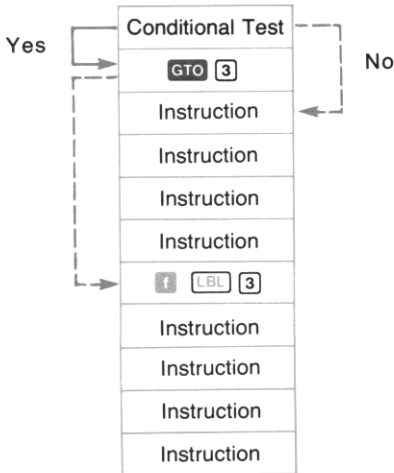 Conditional Test
Yes
No
GTO 3
Instruction
Instruction
Instruction
Instruction
f LBL 3
Instruction
Instruction
Instruction
Instruction